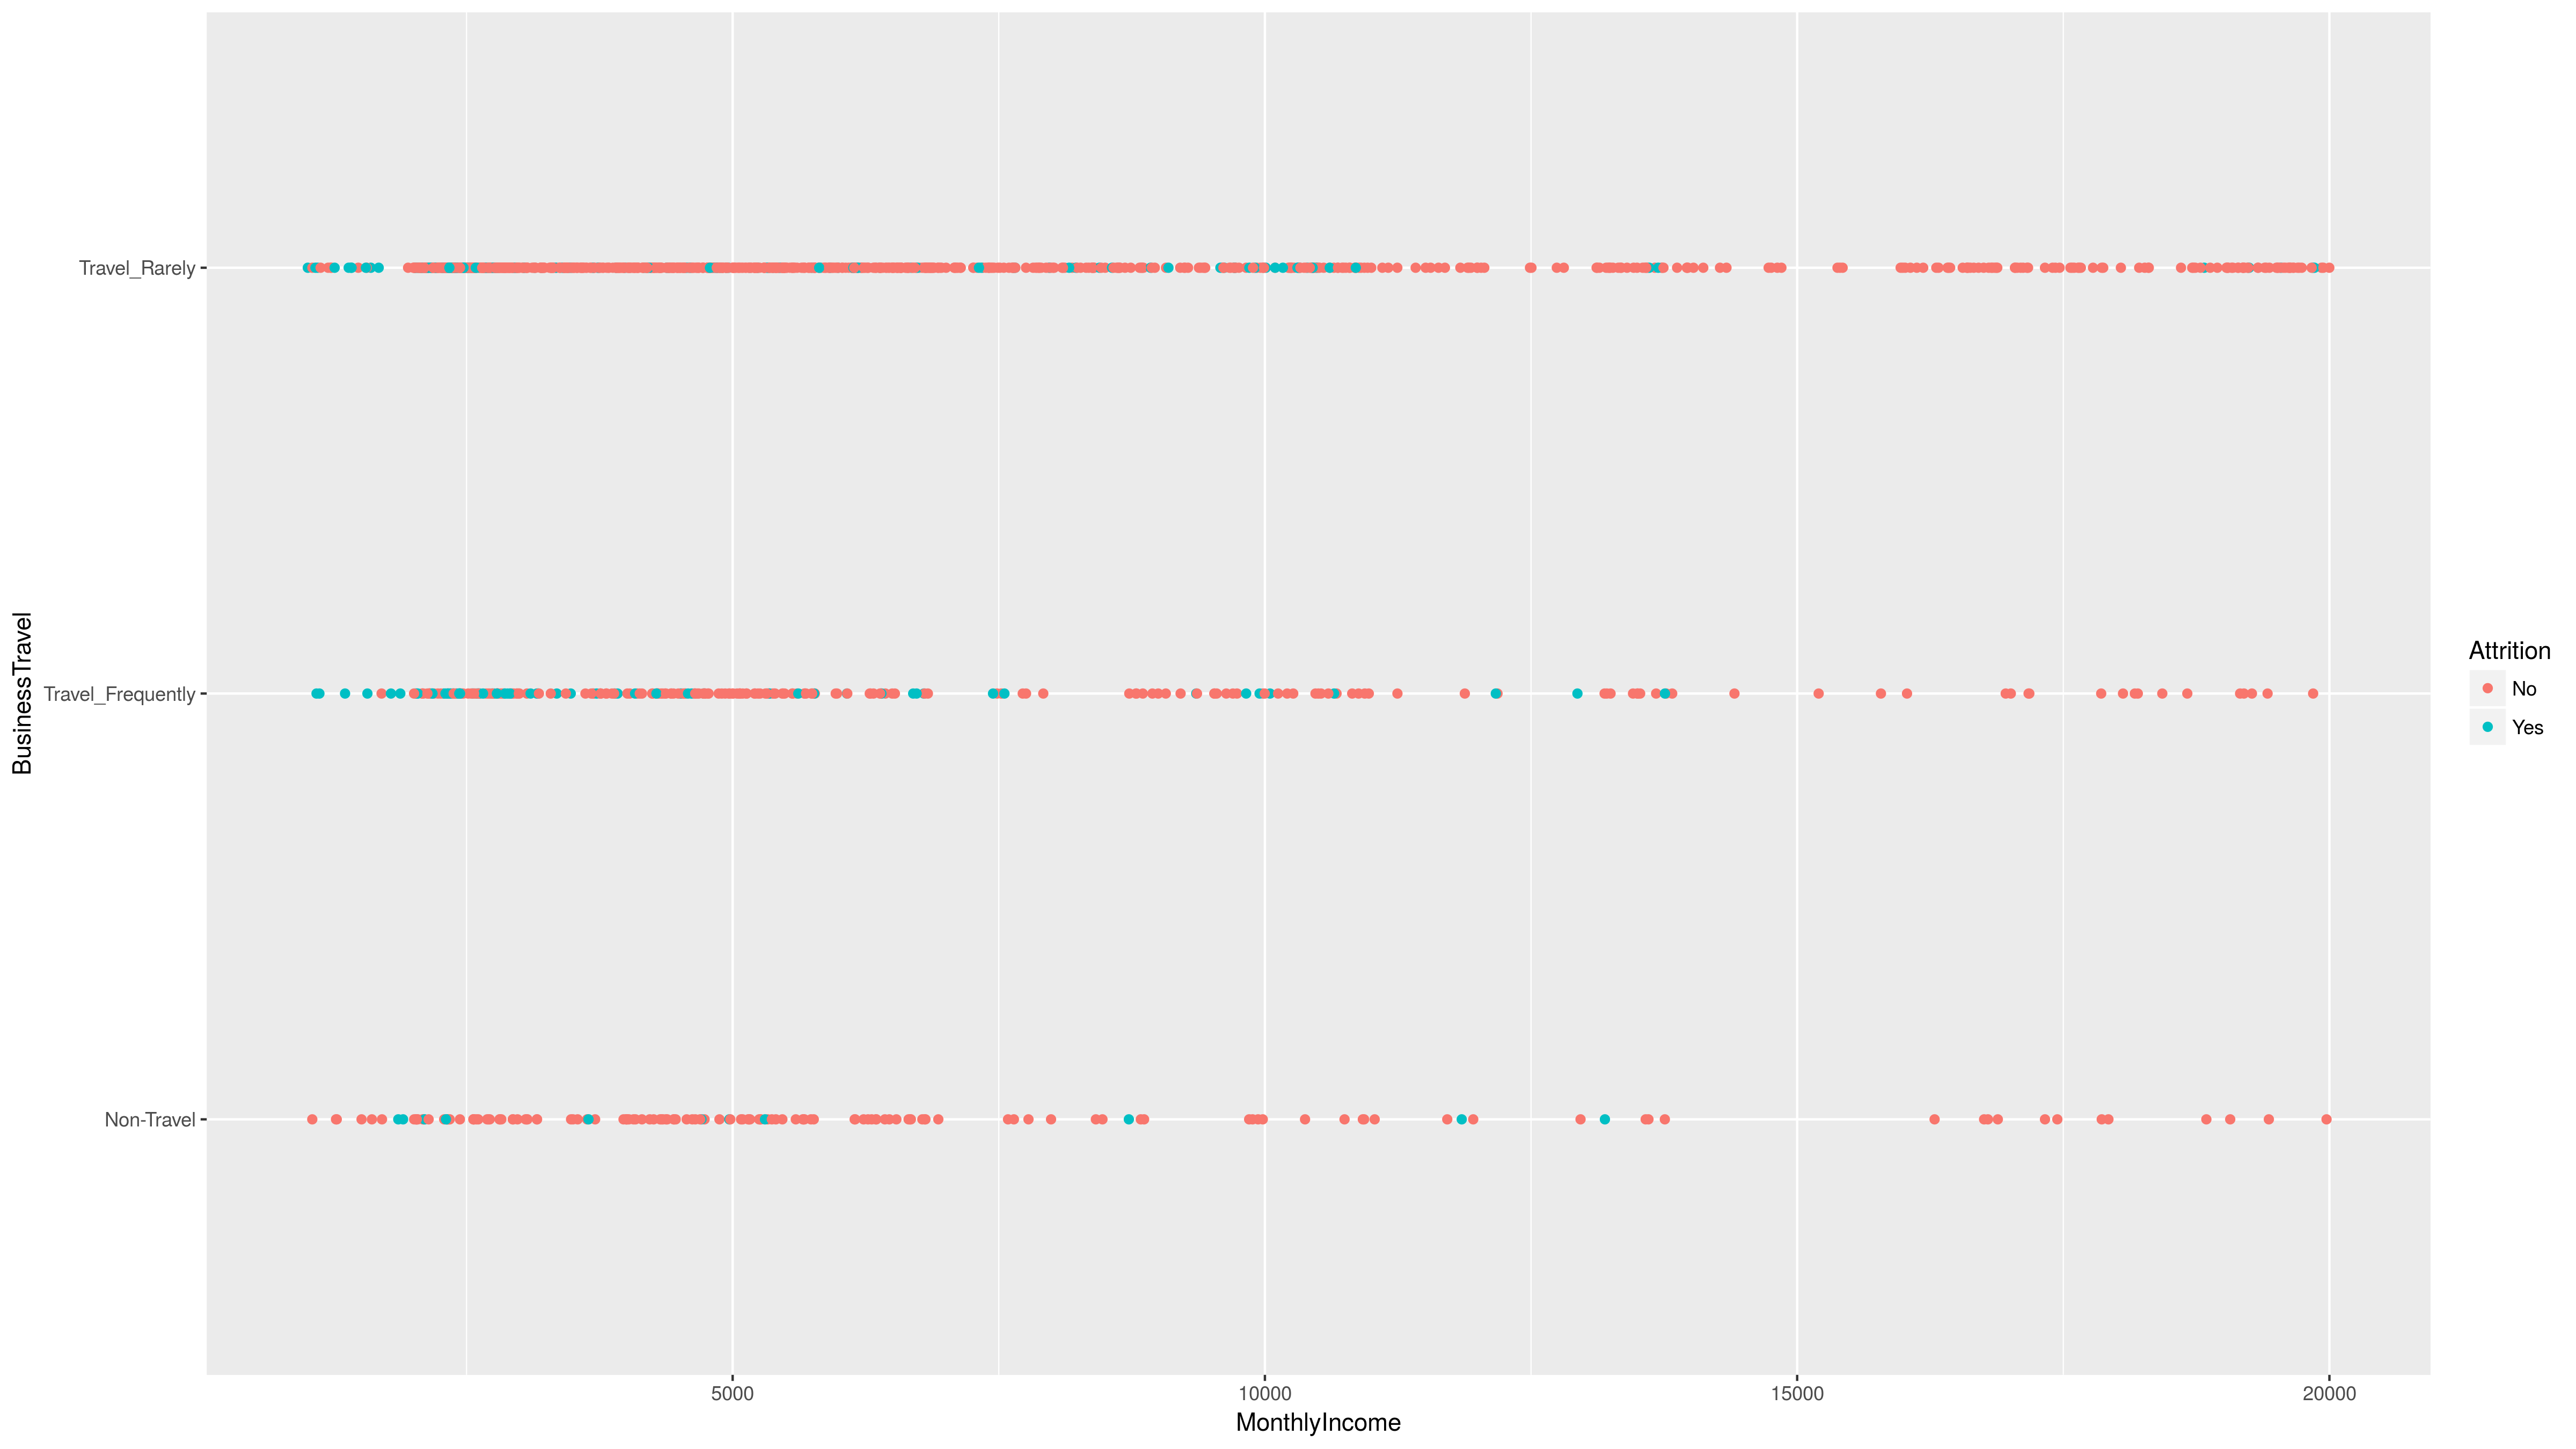 Travel_Rarely
Travel_Frequently
Non-Travel
BusinessTravel
5000
10000
15000
20000
MonthlyIncome
Attrition
No
Yes